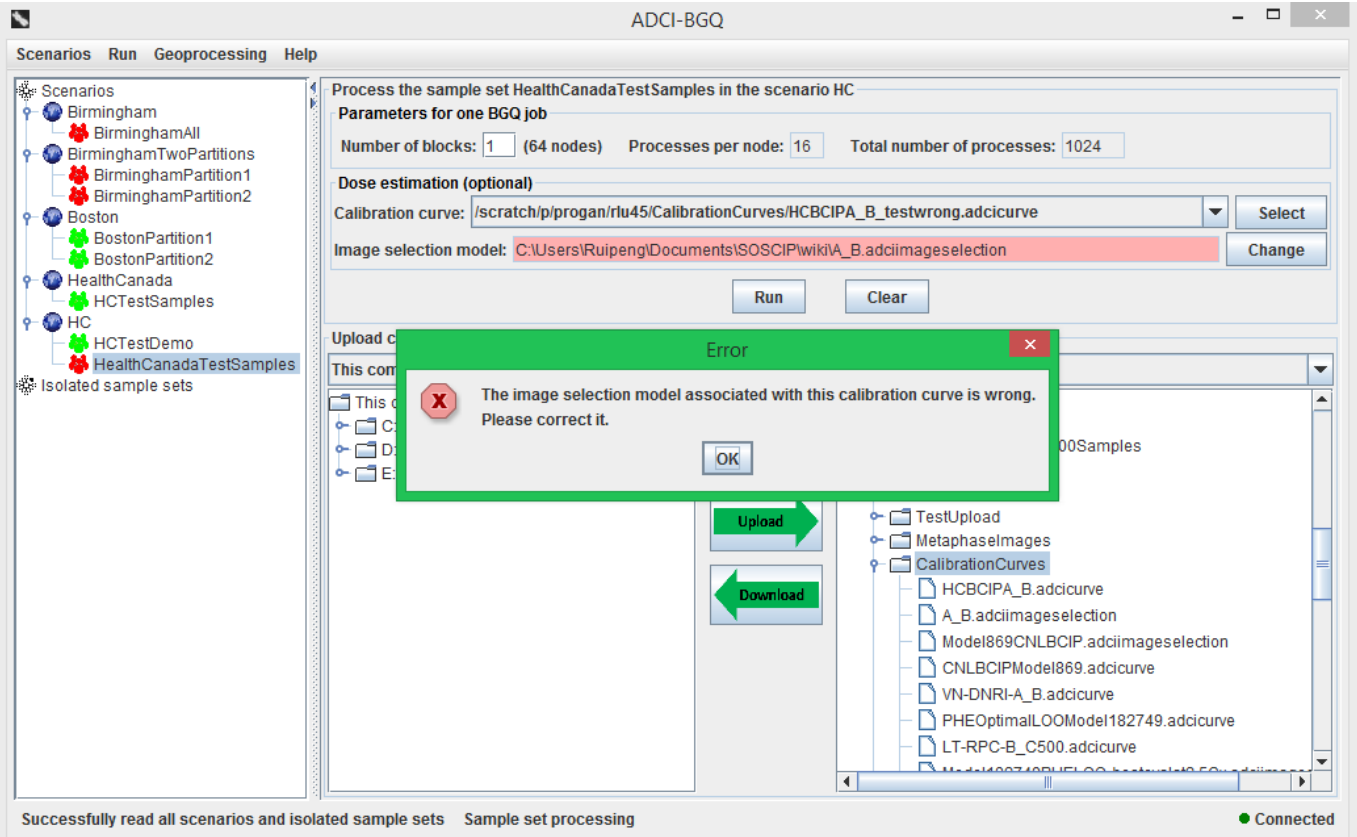 ADCI-BGQ
Scenarios Run Geoprocessing Help
Scenarios
Birmingham
BirminghamAll
BirminghamTwoPartitions
BirminghamPartition1
BirminghamPartition2
Boston
BostonPartition1
BostonPartition2
HealthCanada
HCTestSamples
HC
HCTestDemo
HealthCanadaTestSamples
Isolated sample sets
Process the sample set HealthCanadaTestSamples in the scenario HC
Parameters for one BGQ job
Number of blocks: 1 (64 nodes) Processes per node: 16 Total number of processes: 1024
Dose estimation (optional)
Calibration curve: /scratch/p/progan/rlu45/CalibrationCurves/HCBCIPA_B_testwrong.adcicurve Select
Image selection model: C:\Users\Ruipeng\Documents\SOSCIP\wiki\A_B.adciimageselection Change
Run Clear
Upload
This
Error
The image selection model associated with this calibration curve is wrong.
Please correct it.
OK
This
C:
D:
E:
00Samples
Upload
Download
TestUpload
MetaphaseImages
CalibrationCurves
HCBCIPA_B.adcicurve
A_B.adciimageselection
Model869CNLBCIP.adciimageselection
CNLBCIPModel869.adcicurve
VN-DNRI-A_B.adcicurve
PHEOptimalLOOModel182749.adcicurve
LT-RPC-B_C500.adcicurve
Successfully read all scenarios and isolated sample sets Sample set processing
Connected